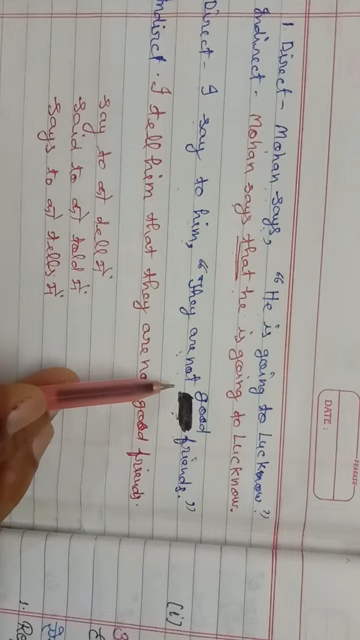 DATE:
1. Direct - Mohan says, "He is going to Lucknow."
Indirect - Mohan says that he is going to Lucknow.
Direct - I say to him, "They are not good friends."
Indirect - I tell him that they are no good friends.
Say to को tell में
Said to को told में
Says to को tells में
[i]